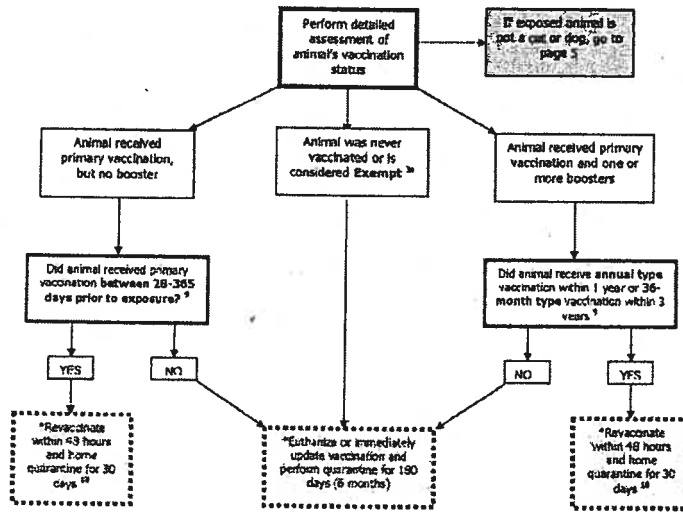 Perform detailed
assessment of
animal's vaccination
status
If exposed animal is
not a cat or dog, go to
page 5
Animal received
primary vaccination,
but no booster
Animal was never
vaccinated or is
considered Exempt
Animal received primary
vaccination and one or
more boosters
Did animal received primary
vaccination between 28-365
days prior to exposure? 9
Did animal receive annual type
vaccination within 1 year or 36-
month type vaccination within 3
years 9
YES
NO
NO
YES
*Revaccinate
within 48 hours
and home
quarantine for 30
days
*Euthanize or immediately
update vaccination and
perform quarantine for 180
days (6 months)
*Revaccinate
within 48 hours
and home
quarantine for 30
days